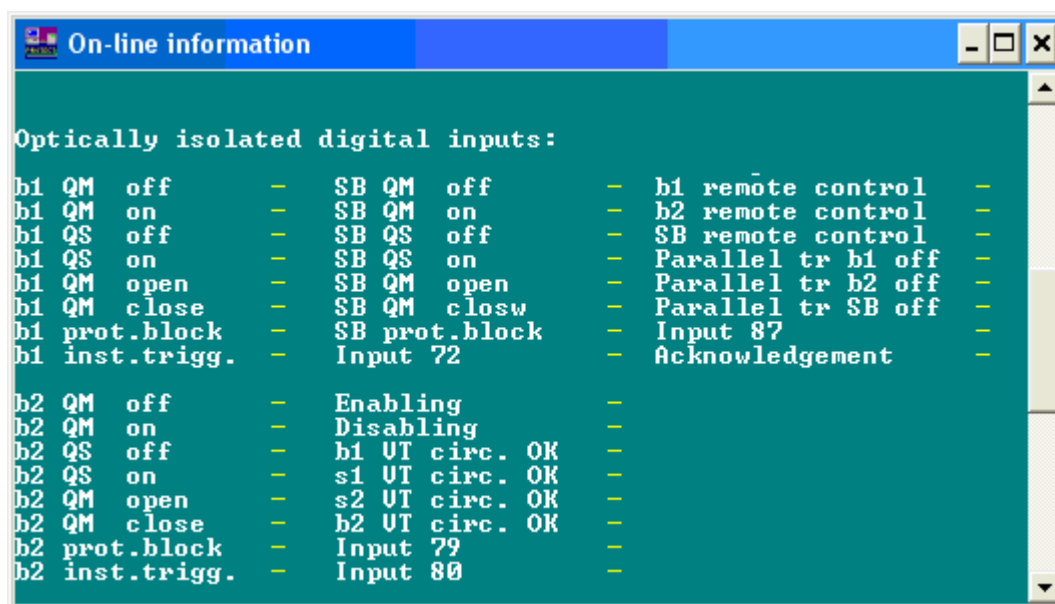 On-line information
Optically isolated digital inputs:
b1 QM off - SB QM off - b1 remote control -
b1 QM on - SB QM on - b2 remote control -
b1 QS off - SB QS off - SB remote control -
b1 QS on - SB QS on - Parallel tr b1 off -
b1 QM open - SB QM open - Parallel tr b2 off -
b1 QM close - SB QM closw - Parallel tr SB off -
b1 prot.block - SB prot.block - Input 87 -
b1 inst.trigg. - Input 72 - Acknowledgement -
b2 QM off - Enabling -
b2 QM on - Disabling -
b2 QS off - b1 VT circ. OK -
b2 QS on - s1 VT circ. OK -
b2 QM open - s2 VT circ. OK -
b2 QM close - b2 VT circ. OK -
b2 prot.block - Input 79 -
b2 inst.trigg. - Input 80 -